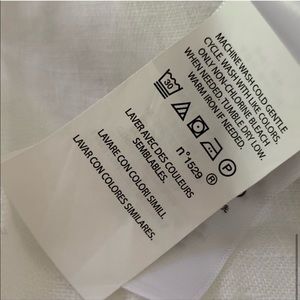 MACHINE WASH COLD GENTLE
CYCLE. WASH WITH LIKE COLORS.
ONLY NON-CHLORINE BLEACH
WHEN NEEDED. TUMBLE DRY LOW.
WARM IRON IF NEEDED.
30
P
n°1529 ®
LAVER AVEC DES COULEURS
SEMBLABLES.
LAVARE CON COLORI SIMILI.
LAVAR CON COLORES SIMILARES.